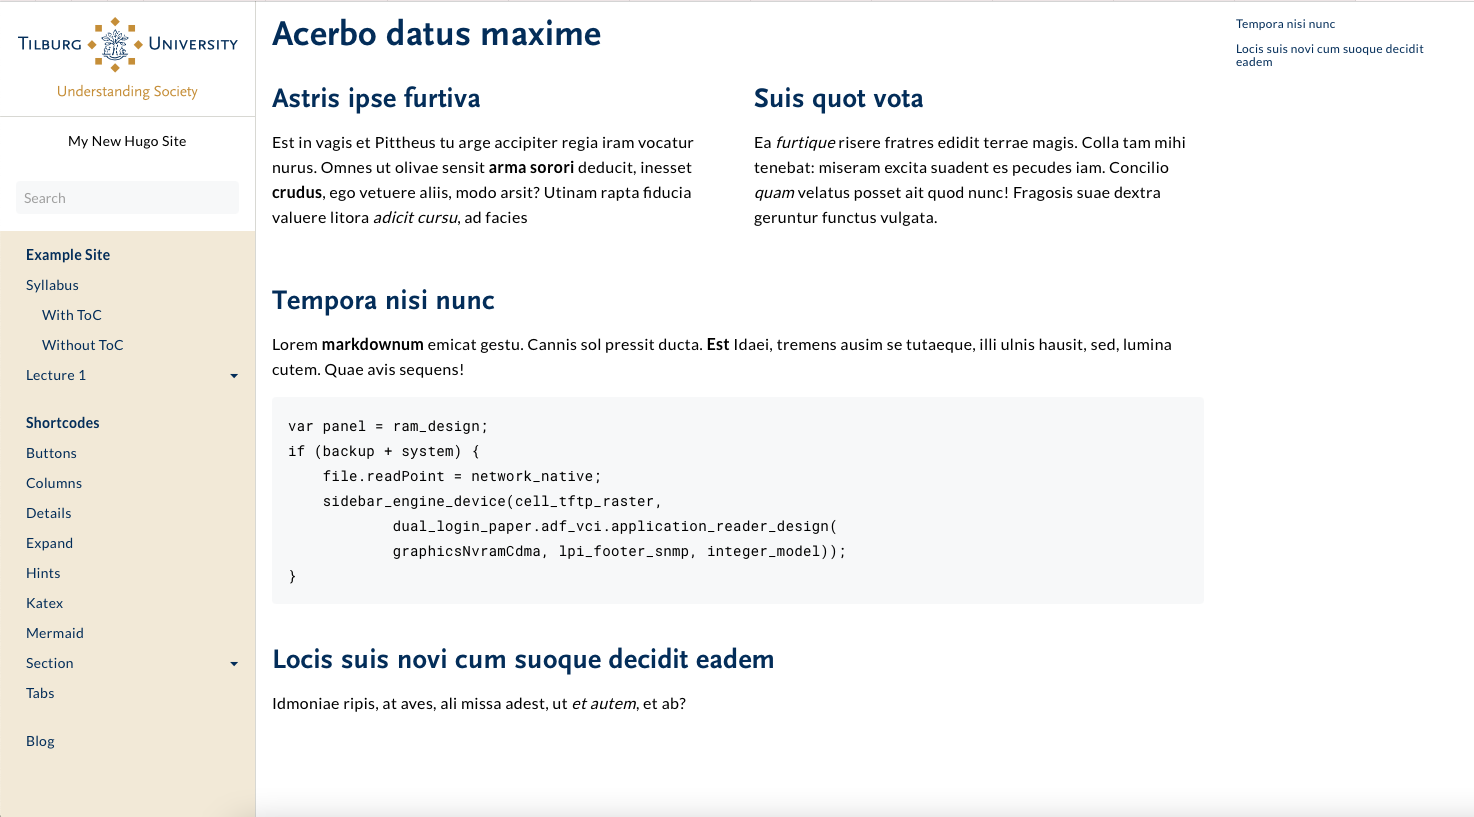 TILBURG UNIVERSITY
Understanding Society
My New Hugo Site
Search
Example Site
Syllabus
With ToC
Without ToC
Lecture 1
Shortcodes
Buttons
Columns
Details
Expand
Hints
Katex
Mermaid
Section
Tabs
Blog
Acerbo datus maxime
Astris ipse furtiva
Est in vagis et Pittheus tu arge accipiter regia iram vocatur
nurus. Omnes ut olivae sensit arma sorori deducit, inesset
crudus, ego vetuere aliis, modo arsit? Utinam rapta fiducia
valuere litora adicit cursu, ad facies
Suis quot vota
Ea furtique risere fratres edidit terrae magis. Colla tam mihi
tenebat: miseram excita suadent es pecudes iam. Concilio
quam velatus posset ait quod nunc! Fragosis suae dextra
geruntur functus vulgata.
Tempora nisi nunc
Lorem markdownum emicat gestu. Cannis sol pressit ducta. Est Idaei, tremens ausim se tutaeque, illi ulnis hausit, sed, lumina
cutem. Quae avis sequens!
var panel = ram_design;
if (backup + system) {
    file.readPoint = network_native;
    sidebar_engine_device(cell_tftp_raster,
            dual_login_paper.adf_vci.application_reader_design(
            graphicsNvramCdma, lpi_footer_snmp, integer_model));
}
Locis suis novi cum suoque decidit eadem
Idmoniae ripis, at aves, ali missa adest, ut et autem, et ab?
Tempora nisi nunc
Locis suis novi cum suoque decidit
eadem